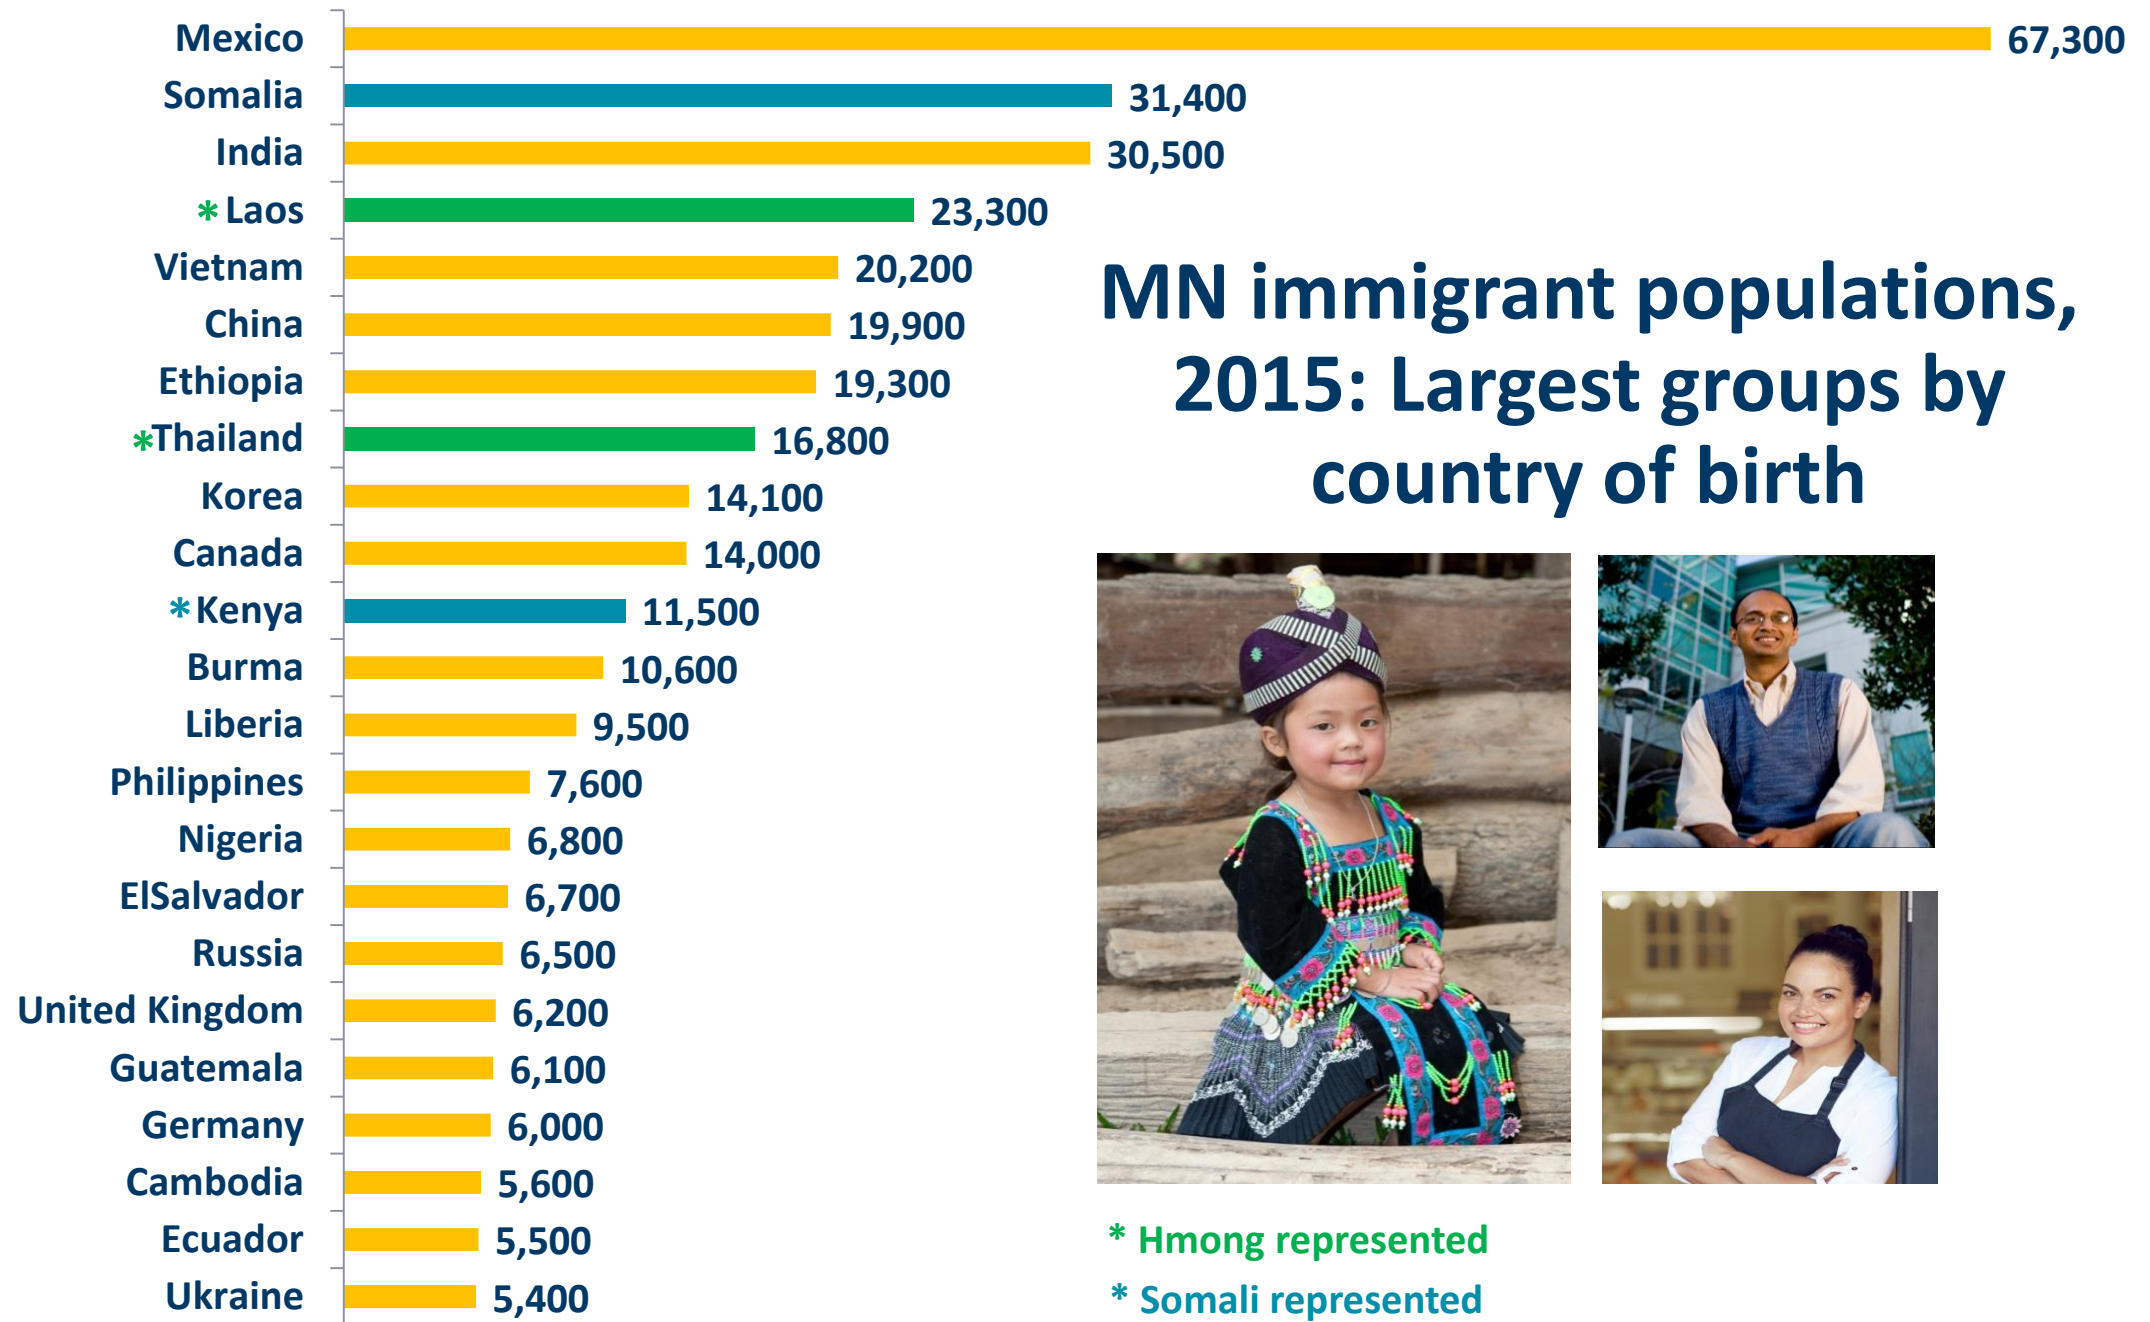 Mexico 67,300
Somalia 31,400
India 30,500
* Laos 23,300
Vietnam 20,200
China 19,900
Ethiopia 19,300
*Thailand 16,800
Korea 14,100
Canada 14,000
* Kenya 11,500
Burma 10,600
Liberia 9,500
Philippines 7,600
Nigeria 6,800
ElSalvador 6,700
Russia 6,500
United Kingdom 6,200
Guatemala 6,100
Germany 6,000
Cambodia 5,600
Ecuador 5,500
Ukraine 5,400
MN immigrant populations,
2015: Largest groups by
country of birth
* Hmong represented
* Somali represented